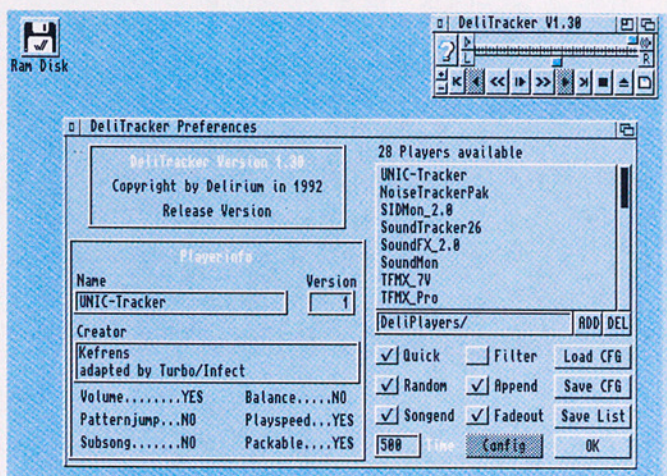 DeliTracker V1.30
Ram Disk
L
R
DeliTracker Preferences
DeliTracker Version 1.30
Copyright by Delirium in 1992
Release Version
Playerinfo
Name
Version
UNIC-Tracker
1
Creator
Kefrens
adapted by Turbo/Infect
Volume.......YES
Balance.....NO
Patternjump...NO
Playspeed...YES
Subsong.......NO
Packable....YES
28 Players available
UNIC-Tracker
NoiseTrackerPak
SIDMon_2.0
SoundTracker26
SoundFX_2.0
SoundMon
TFMX_7V
TFMX_Pro
DeliPlayers/
ADD DEL
Quick
Filter
Load CFG
Random
Append
Save CFG
Songend
Fadeout
Save List
500 Time
Config
OK